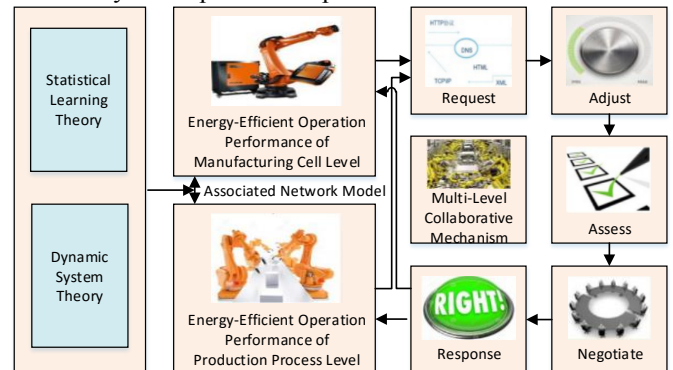 Statistical
Learning
Theory
Dynamic
System
Theory
Energy-Efficient Operation
Performance of
Manufacturing Cell Level
Associated Network Model
Energy-Efficient Operation
Performance of
Production Process Level
DNS
HTML
XML
Request
Adjust
Multi-Level
Collaborative
Mechanism
Assess
RIGHT!
Response
Negotiate